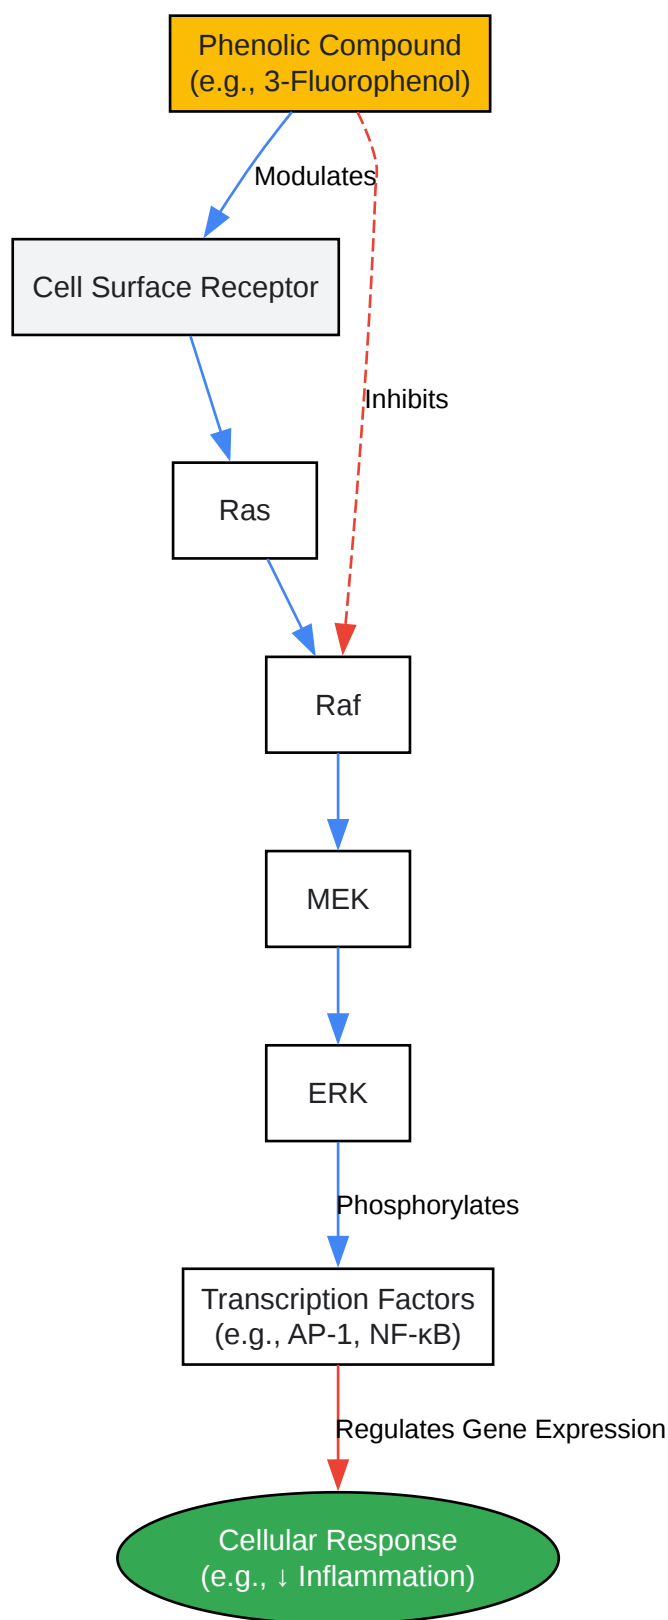 Phenolic Compound
(e.g., 3-Fluorophenol)
Modulates
Cell Surface Receptor
Inhibits
Ras
Raf
MEK
ERK
Phosphorylates
Transcription Factors
(e.g., AP-1, NF-κB)
Regulates Gene Expression
Cellular Response
(e.g., ↓ Inflammation)